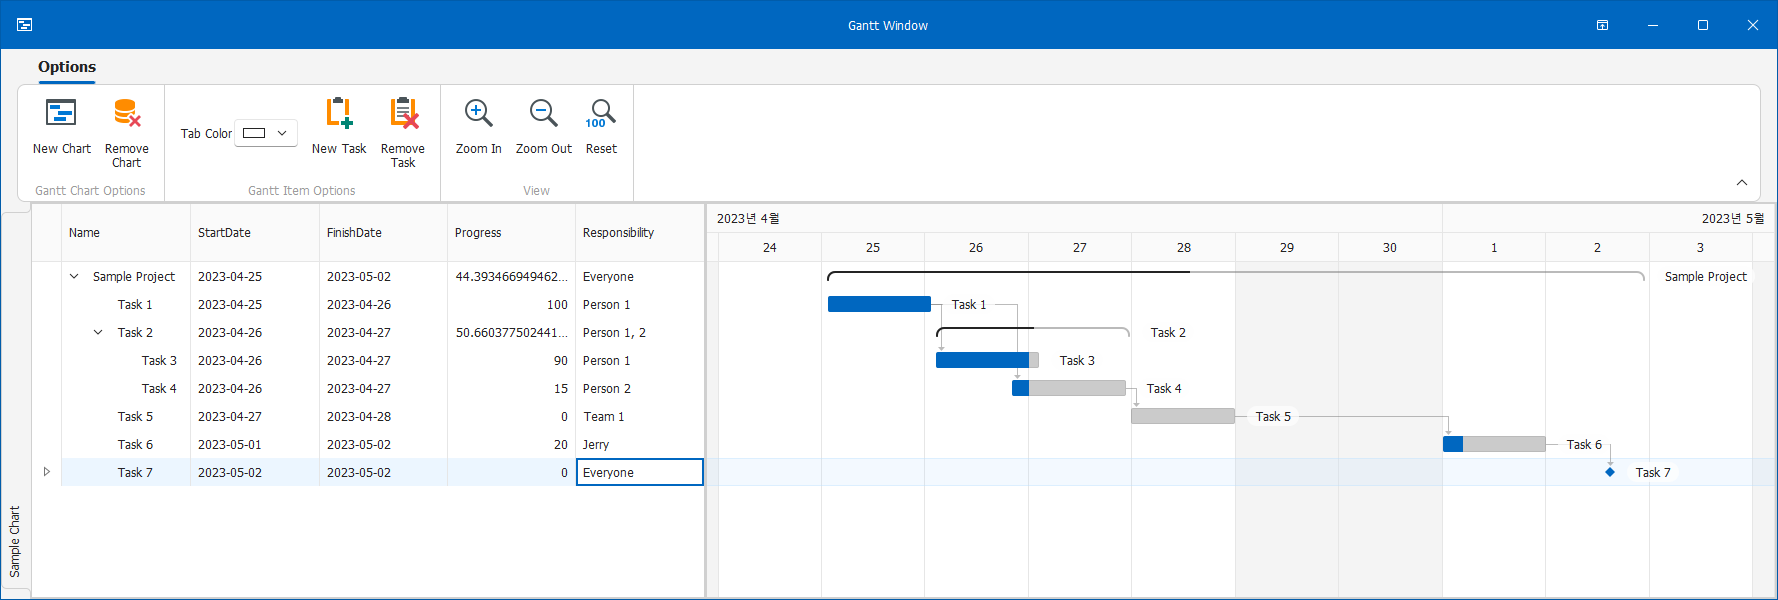 Gantt Window
Options
New Chart
Remove Chart
Gantt Chart Options
Tab Color
New Task
Remove Task
Gantt Item Options
Zoom In
Zoom Out
100
Reset
View
Sample Chart
Name StartDate FinishDate Progress Responsibility
Sample Project 2023-04-25 2023-05-02 44.393466949462... Everyone
Task 1 2023-04-25 2023-04-26 100 Person 1
Task 2 2023-04-26 2023-04-27 50.660377502441... Person 1, 2
Task 3 2023-04-26 2023-04-27 90 Person 1
Task 4 2023-04-26 2023-04-27 15 Person 2
Task 5 2023-04-27 2023-04-28 0 Team 1
Task 6 2023-05-01 2023-05-02 20 Jerry
Task 7 2023-05-02 2023-05-02 0 Everyone
2023년 4월 2023년 5월
24 25 26 27 28 29 30 1 2 3
Sample Project
Task 1
Task 2
Task 3
Task 4
Task 5
Task 6
Task 7